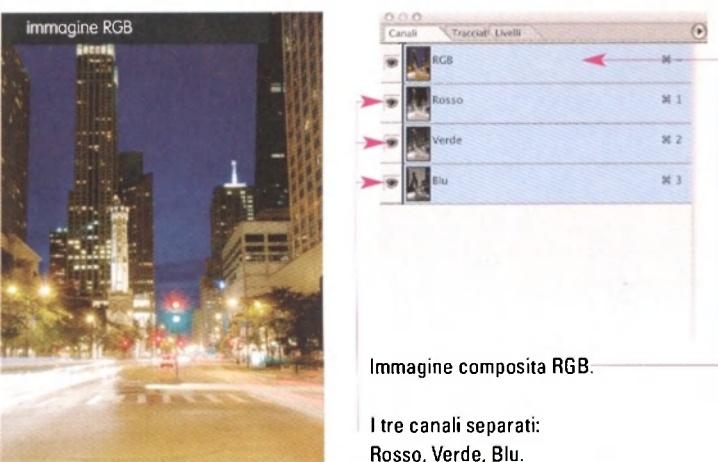 immagine RGB
Canali Tracciati Livelli
RGB ⌘ ~
Rosso ⌘ 1
Verde ⌘ 2
Blu ⌘ 3
Immagine composita RGB.
I tre canali separati:
Rosso, Verde, Blu.